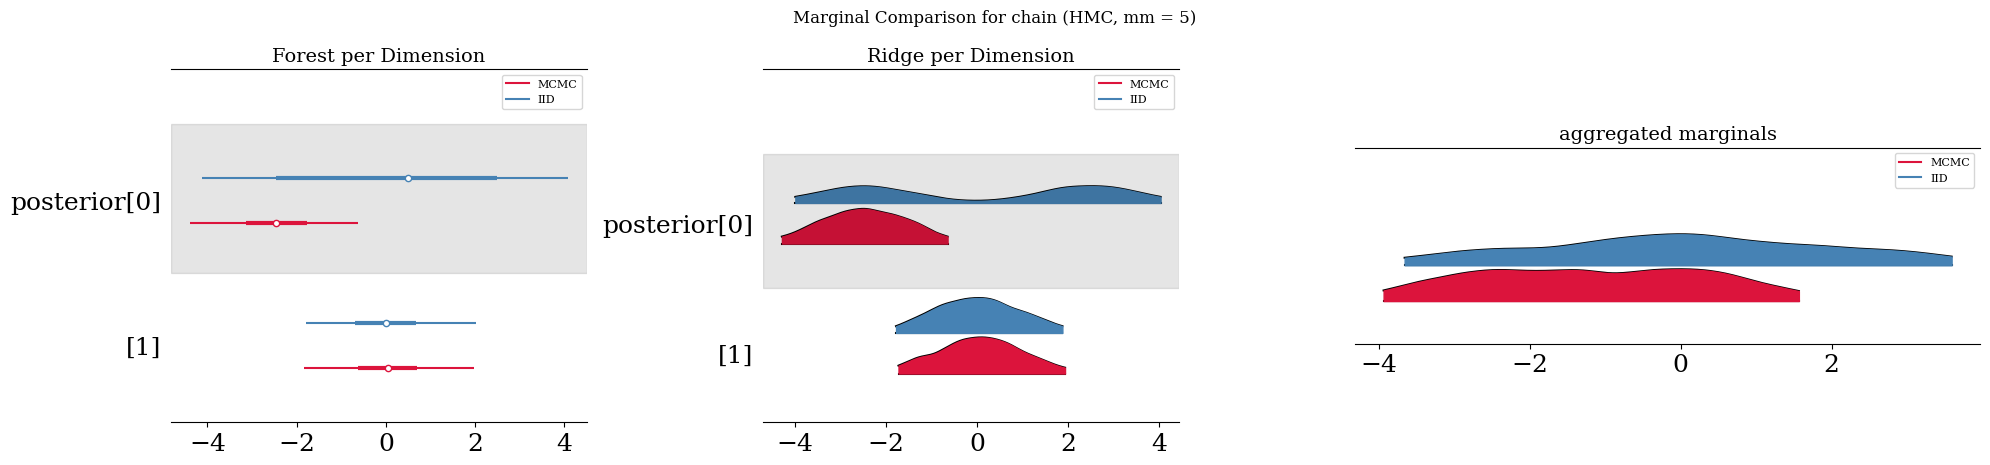 Marginal Comparison for chain (HMC, mm = 5)
Forest per Dimension
MCMC
IID
posterior[0]
[1]
−4 −2 0 2 4
Ridge per Dimension
MCMC
IID
posterior[0]
[1]
−4 −2 0 2 4
aggregated marginals
MCMC
IID
−4 −2 0 2